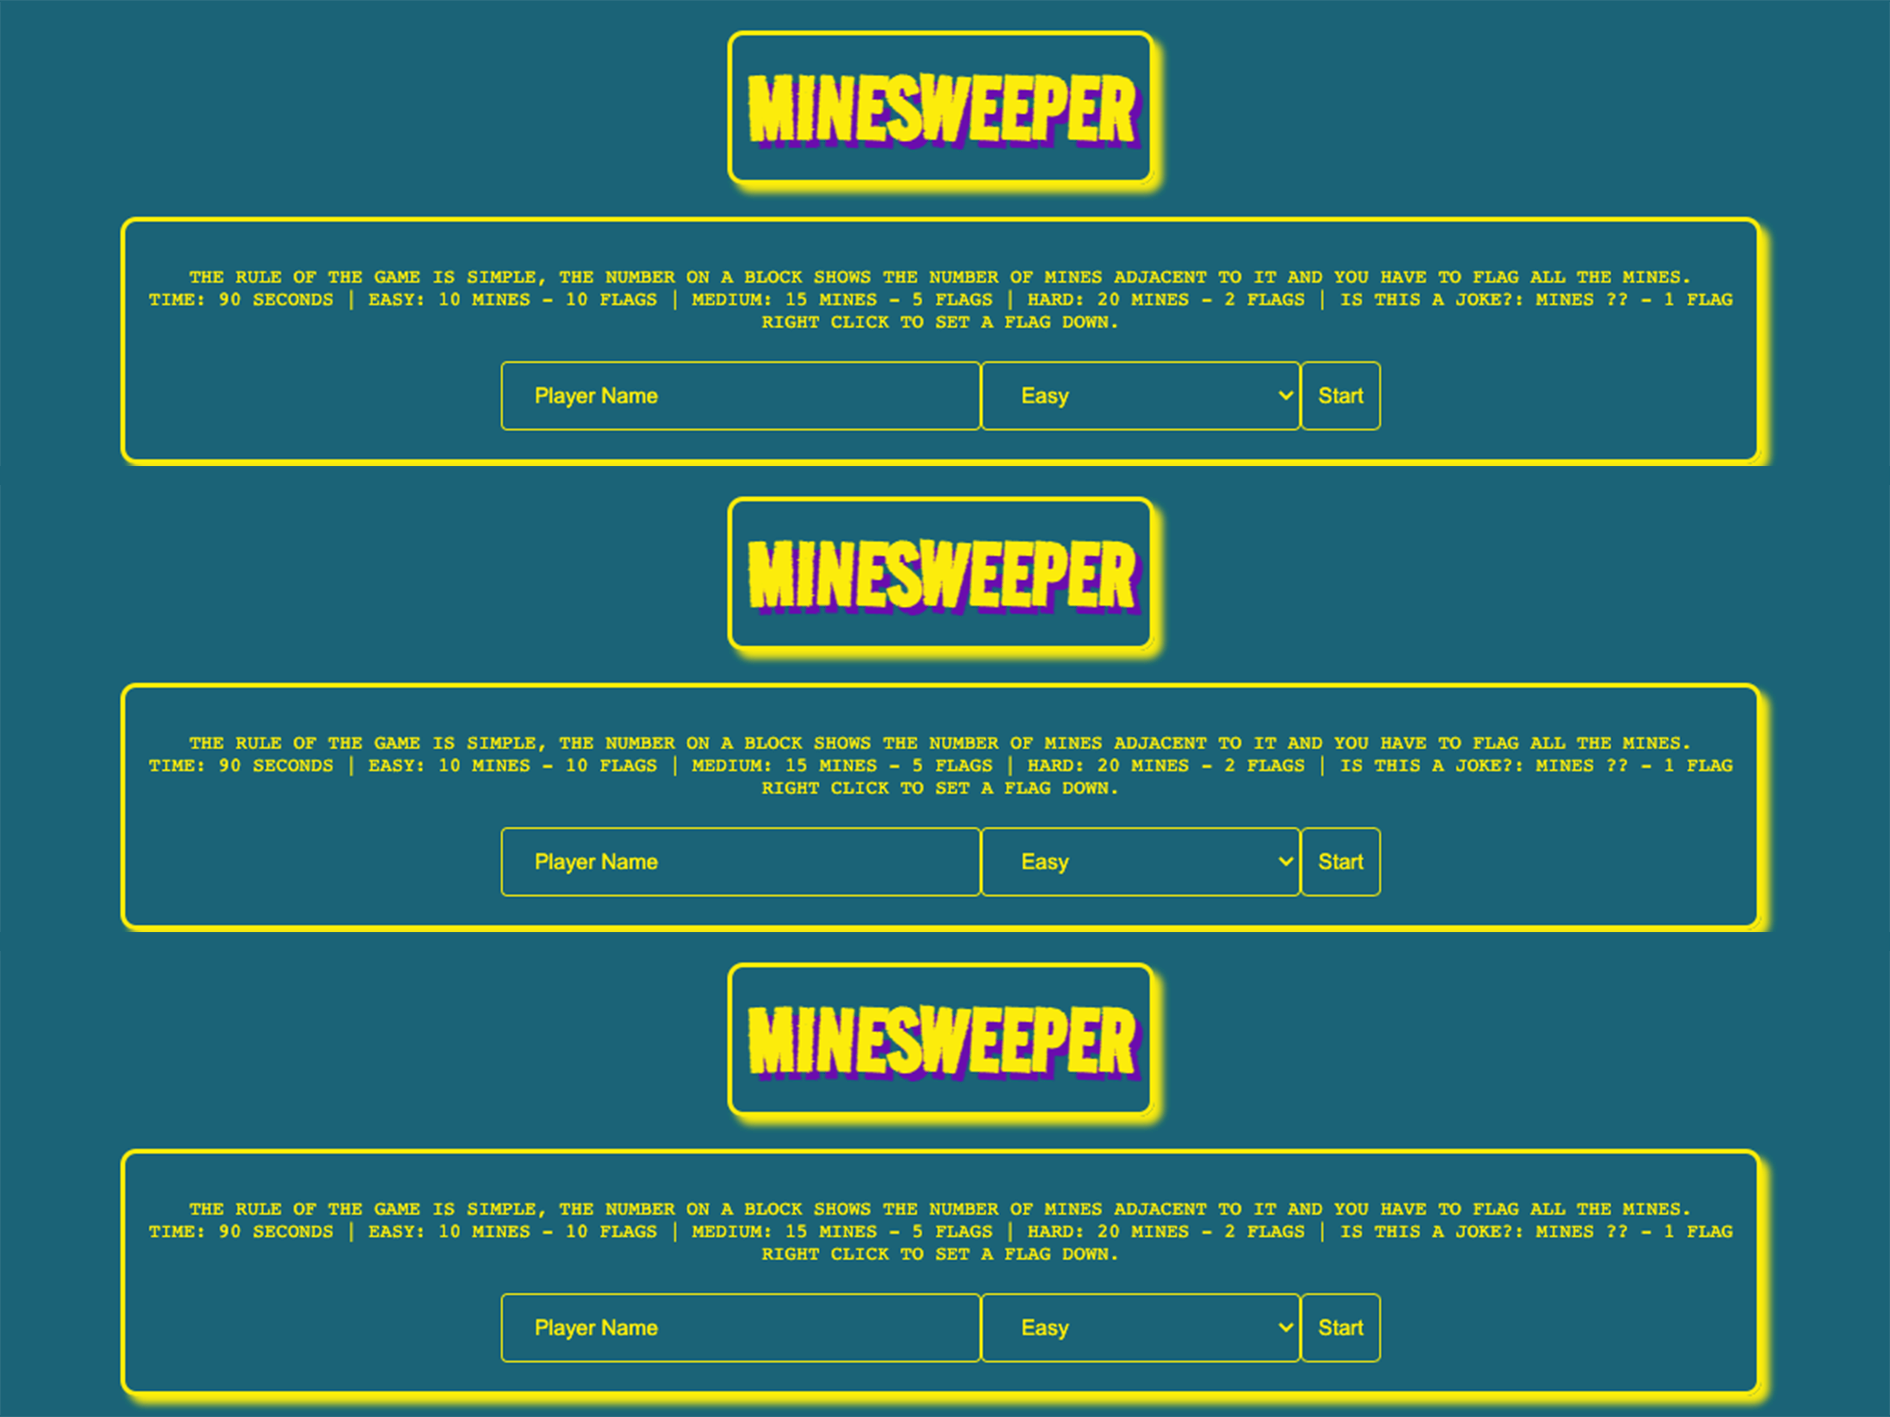 MINESWEEPER
THE RULE OF THE GAME IS SIMPLE, THE NUMBER ON A BLOCK SHOWS THE NUMBER OF MINES ADJACENT TO IT AND YOU HAVE TO FLAG ALL THE MINES.
TIME: 90 SECONDS | EASY: 10 MINES - 10 FLAGS | MEDIUM: 15 MINES - 5 FLAGS | HARD: 20 MINES - 2 FLAGS | IS THIS A JOKE?: MINES ?? - 1 FLAG
RIGHT CLICK TO SET A FLAG DOWN.
Player Name Easy Start
MINESWEEPER
THE RULE OF THE GAME IS SIMPLE, THE NUMBER ON A BLOCK SHOWS THE NUMBER OF MINES ADJACENT TO IT AND YOU HAVE TO FLAG ALL THE MINES.
TIME: 90 SECONDS | EASY: 10 MINES - 10 FLAGS | MEDIUM: 15 MINES - 5 FLAGS | HARD: 20 MINES - 2 FLAGS | IS THIS A JOKE?: MINES ?? - 1 FLAG
RIGHT CLICK TO SET A FLAG DOWN.
Player Name Easy Start
MINESWEEPER
THE RULE OF THE GAME IS SIMPLE, THE NUMBER ON A BLOCK SHOWS THE NUMBER OF MINES ADJACENT TO IT AND YOU HAVE TO FLAG ALL THE MINES.
TIME: 90 SECONDS | EASY: 10 MINES - 10 FLAGS | MEDIUM: 15 MINES - 5 FLAGS | HARD: 20 MINES - 2 FLAGS | IS THIS A JOKE?: MINES ?? - 1 FLAG
RIGHT CLICK TO SET A FLAG DOWN.
Player Name Easy Start